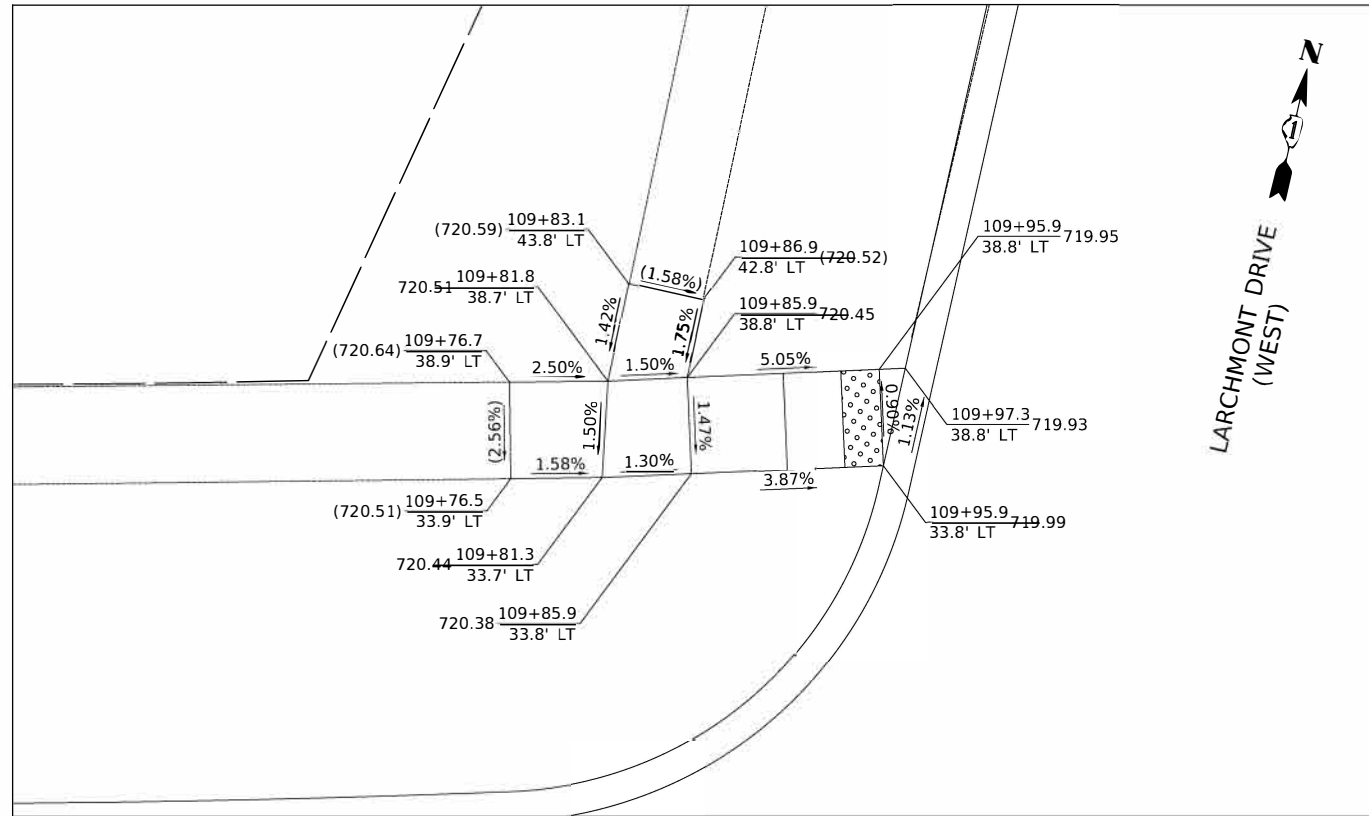 N
1
LARCHMONT DRIVE
(WEST)
(720.59) 109+83.1
43.8' LT
109+95.9 719.95
38.8' LT
109+86.9 (720.52)
42.8' LT
(1.58%)
720.51 109+81.8
38.7' LT
109+85.9 720.45
38.8' LT
1.42%
1.75%
(720.64) 109+76.7
38.9' LT
2.50%
1.50%
5.05%
(2.56%)
1.50%
1.47%
0.90%
1.13%
109+97.3 719.93
38.8' LT
1.58%
1.30%
3.87%
(720.51) 109+76.5
33.9' LT
109+95.9 719.99
33.8' LT
720.44 109+81.3
33.7' LT
720.38 109+85.9
33.8' LT